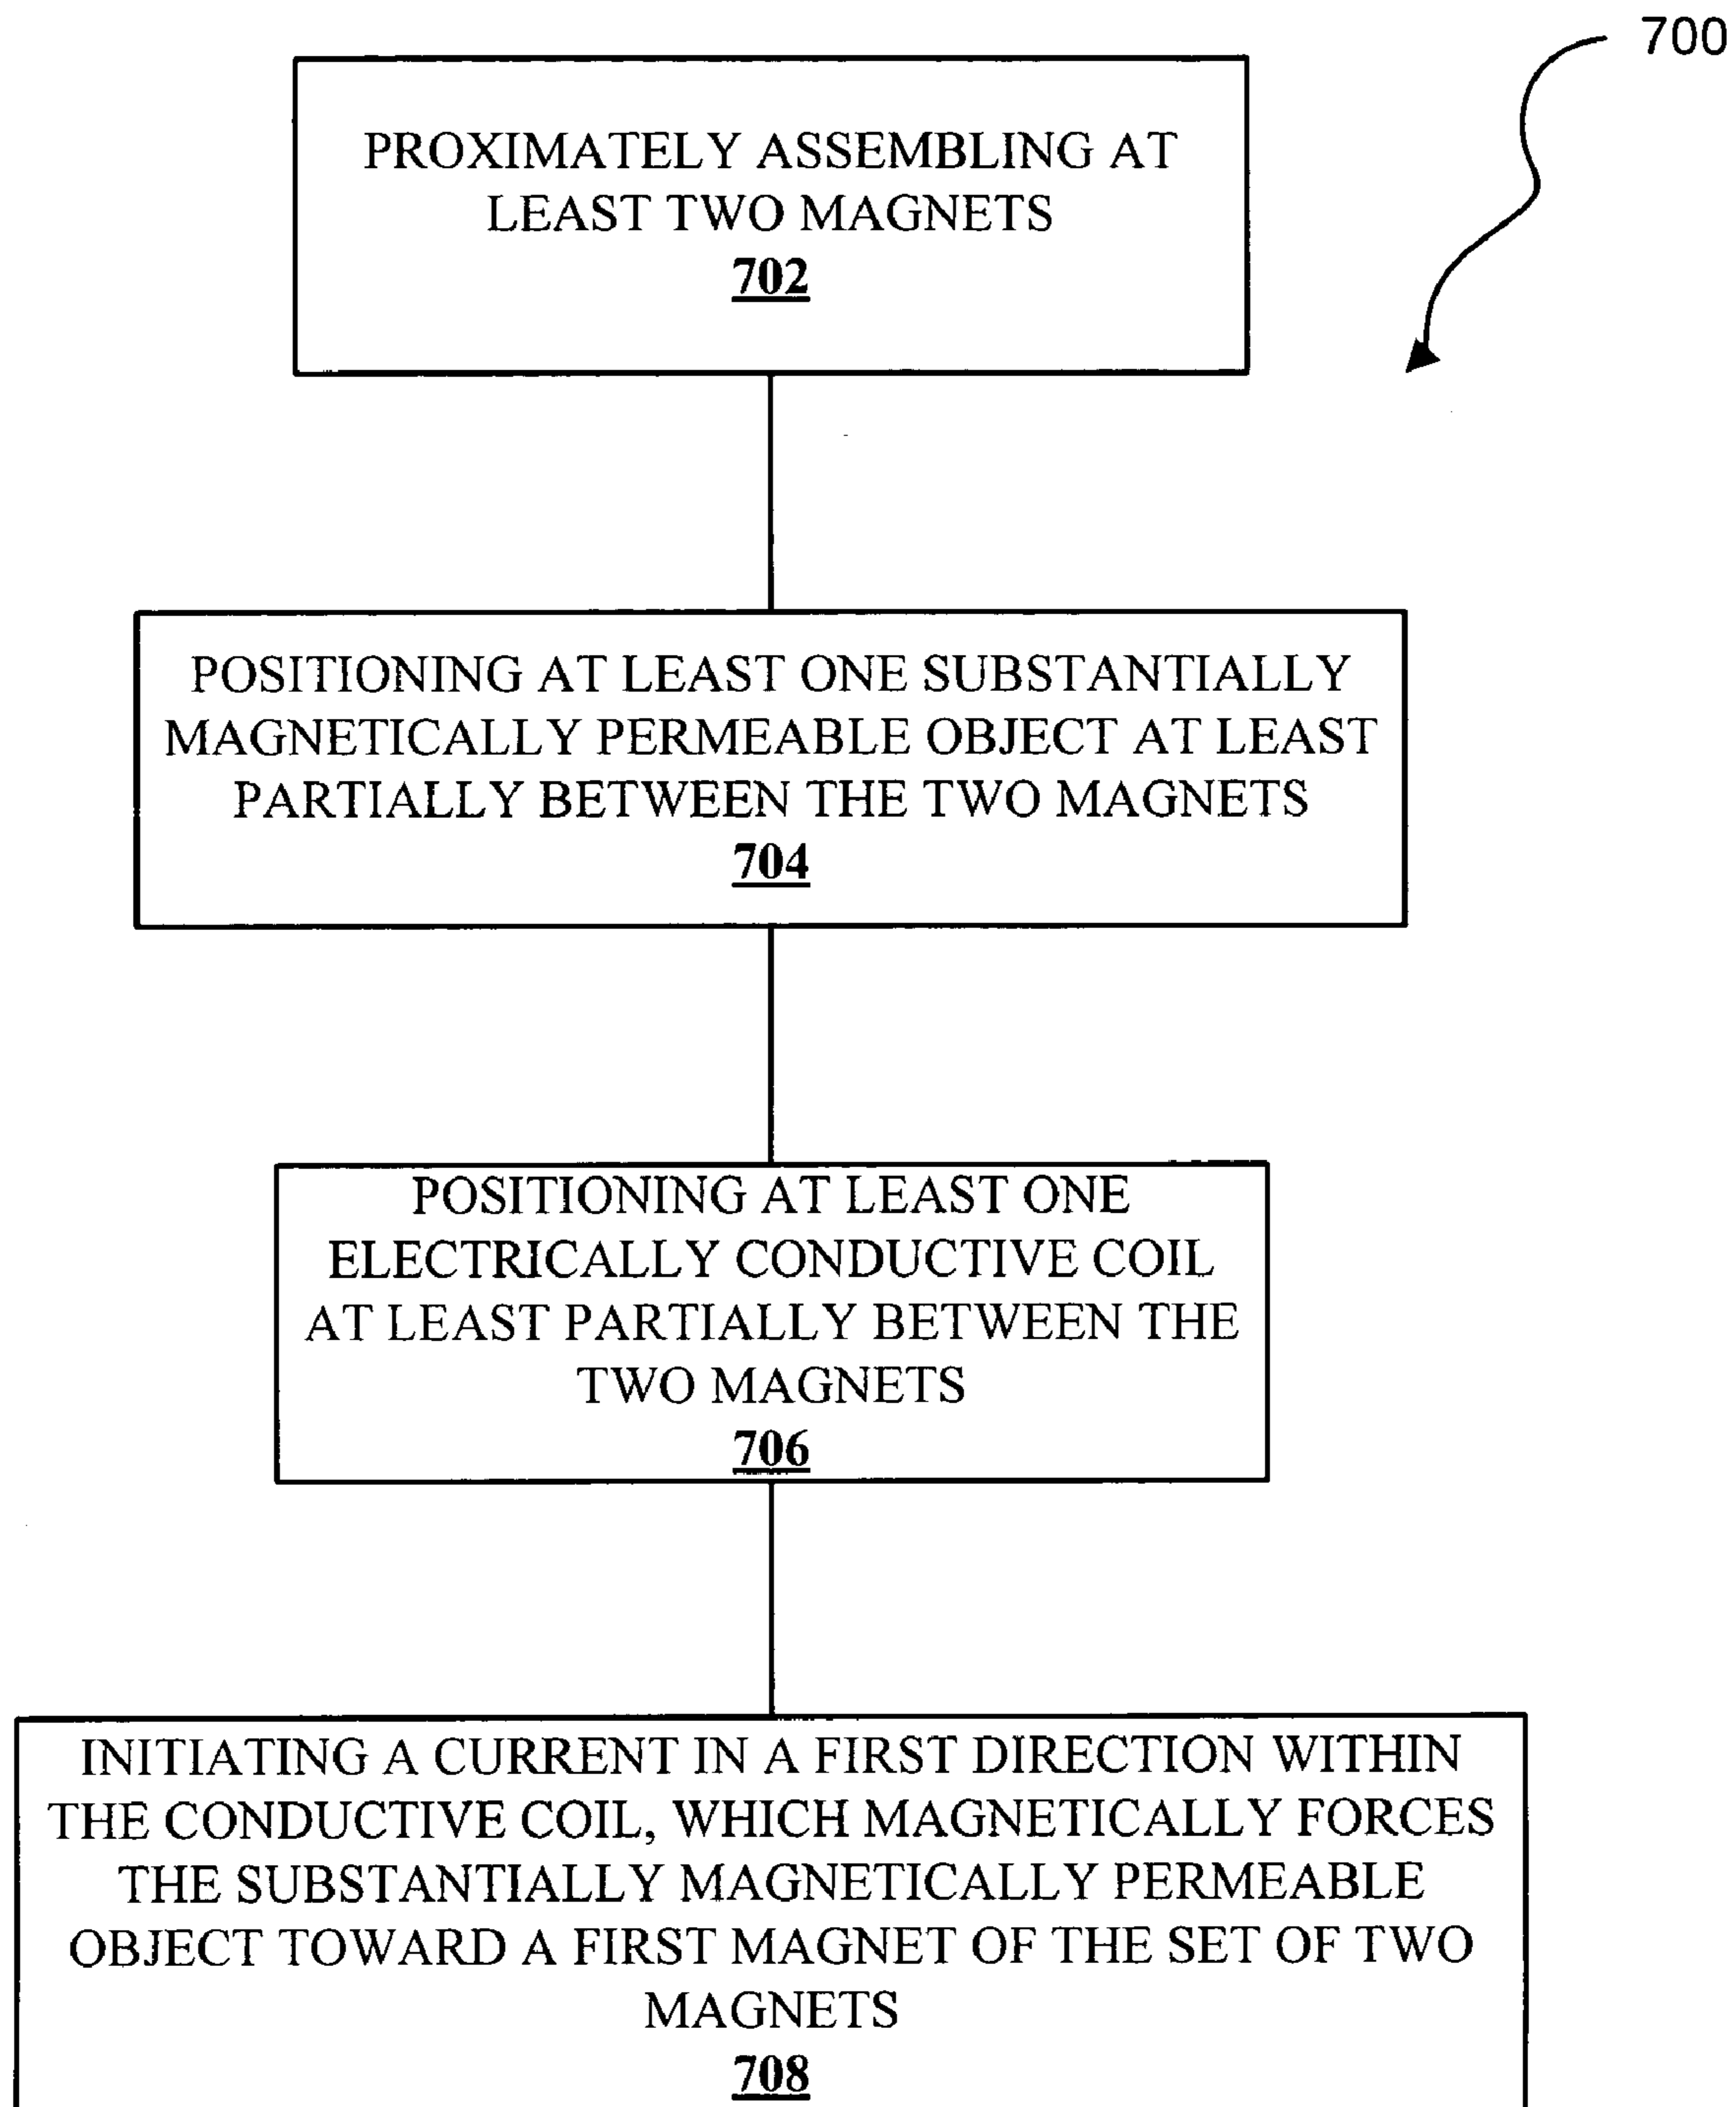 700
PROXIMATELY ASSEMBLING AT
LEAST TWO MAGNETS
702
POSITIONING AT LEAST ONE SUBSTANTIALLY
MAGNETICALLY PERMEABLE OBJECT AT LEAST
PARTIALLY BETWEEN THE TWO MAGNETS
704
POSITIONING AT LEAST ONE
ELECTRICALLY CONDUCTIVE COIL
AT LEAST PARTIALLY BETWEEN THE
TWO MAGNETS
706
INITIATING A CURRENT IN A FIRST DIRECTION WITHIN
THE CONDUCTIVE COIL, WHICH MAGNETICALLY FORCES
THE SUBSTANTIALLY MAGNETICALLY PERMEABLE
OBJECT TOWARD A FIRST MAGNET OF THE SET OF TWO
MAGNETS
708